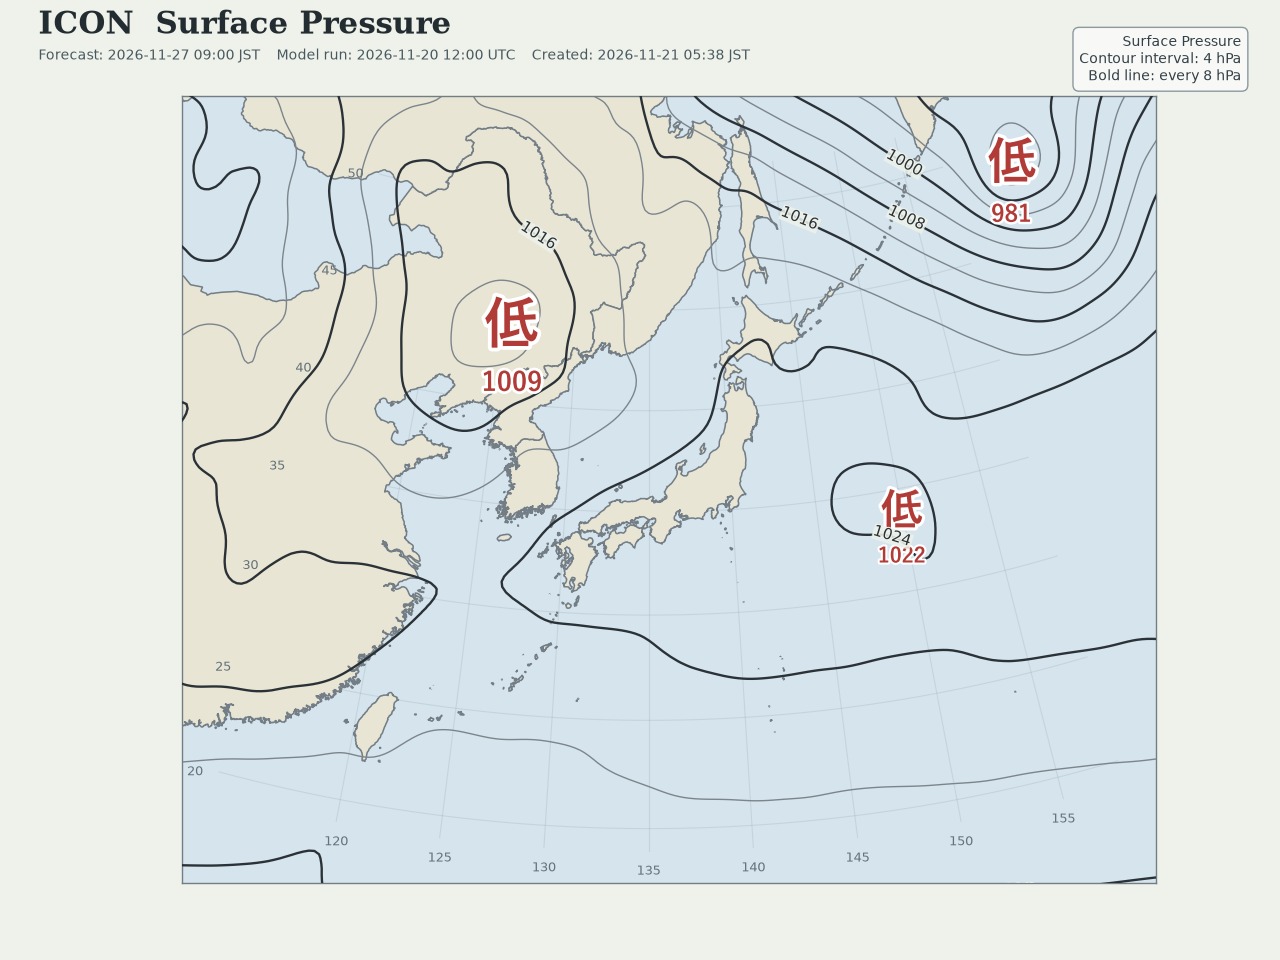 ICON  Surface Pressure
Forecast: 2026-11-27 09:00 JST    Model run: 2026-11-20 12:00 UTC    Created: 2026-11-21 05:38 JST
Surface Pressure
Contour interval: 4 hPa
Bold line: every 8 hPa
低
981
1000
1008
1016
50
1016
45
低
1009
40
35
低
1024
1022
30
25
20
155
120
150
125
145
130
140
135